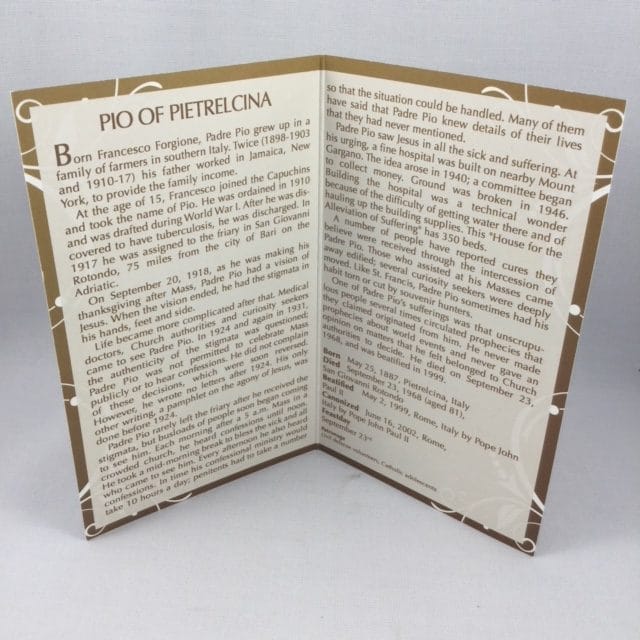 PIO OF PIETRELCINA
Born Francesco Forgione, Padre Pio grew up in a
family of farmers in southern Italy. Twice (1898-1903
and 1910-17) his father worked in Jamaica, New
York, to provide the family income.
At the age of 15, Francesco joined the Capuchins
and took the name of Pio. He was ordained in 1910
and was drafted during World War I. After he was dis-
covered to have tuberculosis, he was discharged. In
1917 he was assigned to the friary in San Giovanni
Rotondo, 75 miles from the city of Bari on the
Adriatic.
On September 20, 1918, as he was making his
thanksgiving after Mass, Padre Pio had a vision of
Jesus. When the vision ended, he had the stigmata in
his hands, feet and side.
Life became more complicated after that. Medical
doctors, Church authorities and curiosity seekers
came to see Padre Pio. In 1924 and again in 1931,
the authenticity of the stigmata was questioned;
Padre Pio was not permitted to celebrate Mass
publicly or to hear confessions. He did not complain
of these decisions, which were soon reversed.
However, he wrote no letters after 1924. His only
other writing, a pamphlet on the agony of Jesus, was
done before 1924.
Padre Pio rarely left the friary after he received the
stigmata, but busloads of people soon began coming
to see him. Each morning after a 5 a.m. Mass in a
crowded church, he heard confessions until noon.
He took a mid-morning break to bless the sick and all
who came to see him. Every afternoon he also heard
confessions. In time his confessional ministry would
take 10 hours a day; penitents had to take a number
so that the situation could be handled. Many of them
have said that Padre Pio knew details of their lives
that they had never mentioned.
Padre Pio saw Jesus in all the sick and suffering. At
his urging, a fine hospital was built on nearby Mount
Gargano. The idea arose in 1940; a committee began
to collect money. Ground was broken in 1946.
Building the hospital was a technical wonder
because of the difficulty of getting water there and of
hauling up the building supplies. This "House for the
Alleviation of Suffering" has 350 beds.
A number of people have reported cures they
believe were received through the intercession of
Padre Pio. Those who assisted at his Masses came
away edified; several curiosity seekers were deeply
moved. Like St. Francis, Padre Pio sometimes had his
habit torn or cut by souvenir hunters.
One of Padre Pio's sufferings was that unscrupu-
lous people several times circulated prophecies that
they claimed originated from him. He never made
prophecies about world events and never gave an
opinion on matters that he felt belonged to Church
authorities to decide. He died on September 23,
1968, and was beatified in 1999.
Born May 25, 1887, Pietrelcina, Italy
Died September 23, 1968 (aged 81),
San Giovanni Rotondo
Beatified May 2, 1999, Rome, Italy by Pope John
Paul II
Canonized June 16, 2002, Rome,
Italy by Pope John Paul II
September 23rd
civil defense volunteers, Catholic adolescents